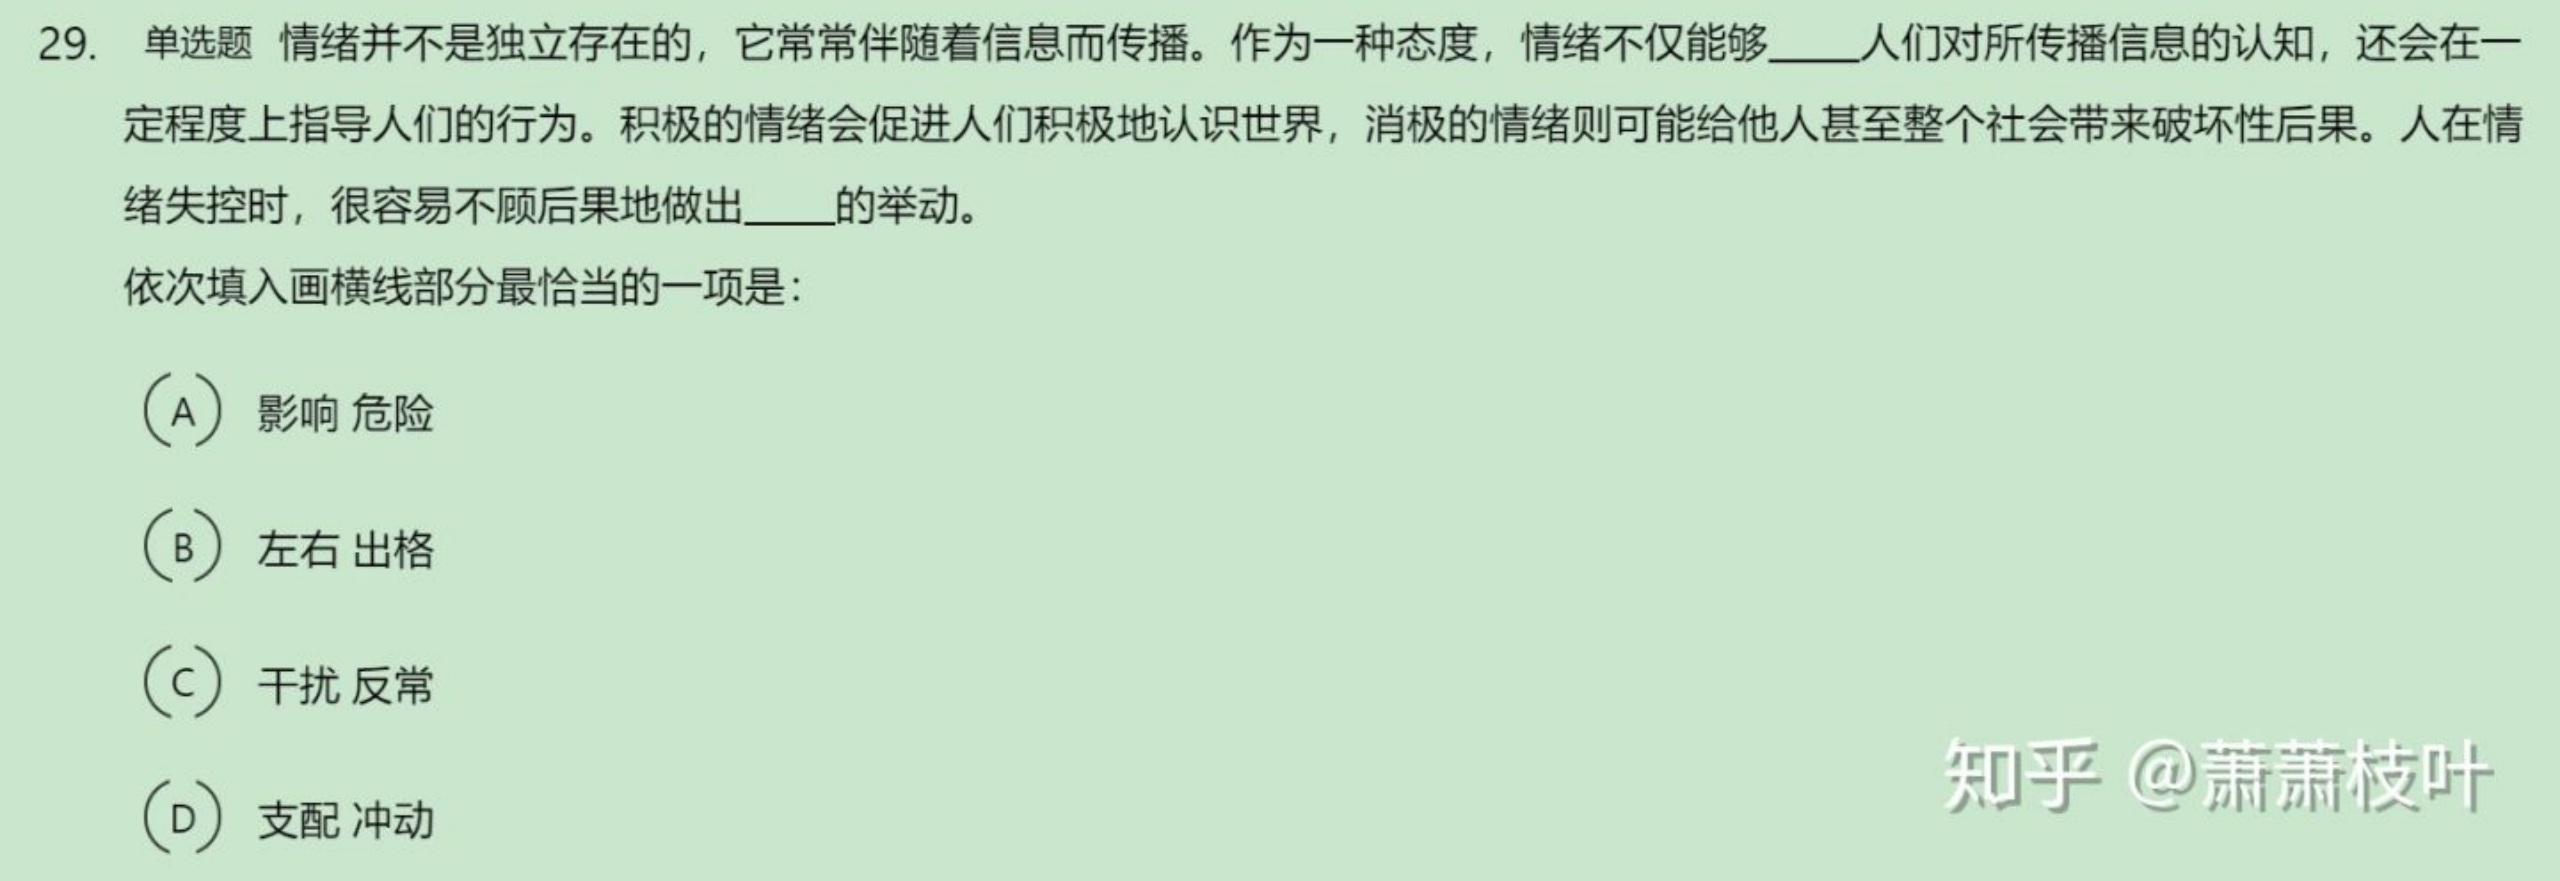 29. 单选题 情绪并不是独立存在的，它常常伴随着信息而传播。作为一种态度，情绪不仅能够____人们对所传播信息的认知，还会在一
定程度上指导人们的行为。积极的情绪会促进人们积极地认识世界，消极的情绪则可能给他人甚至整个社会带来破坏性后果。人在情
绪失控时，很容易不顾后果地做出____的举动。
依次填入画横线部分最恰当的一项是：
A 影响 危险
B 左右 出格
C 干扰 反常
D 支配 冲动
知乎 @萧萧枝叶